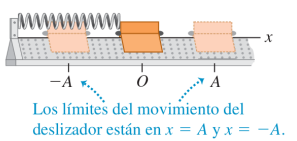 x
−A O A
Los límites del movimiento del
deslizador están en x = A y x = −A.